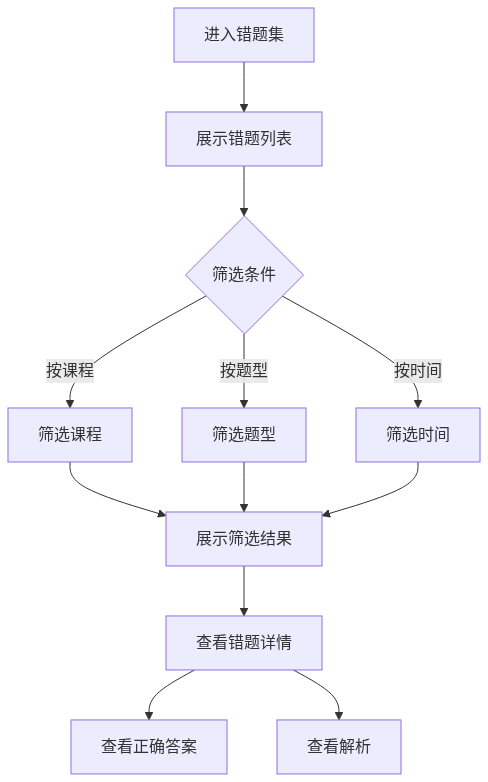 进入错题集
展示错题列表
筛选条件
按课程
按题型
按时间
筛选课程
筛选题型
筛选时间
展示筛选结果
查看错题详情
查看正确答案
查看解析